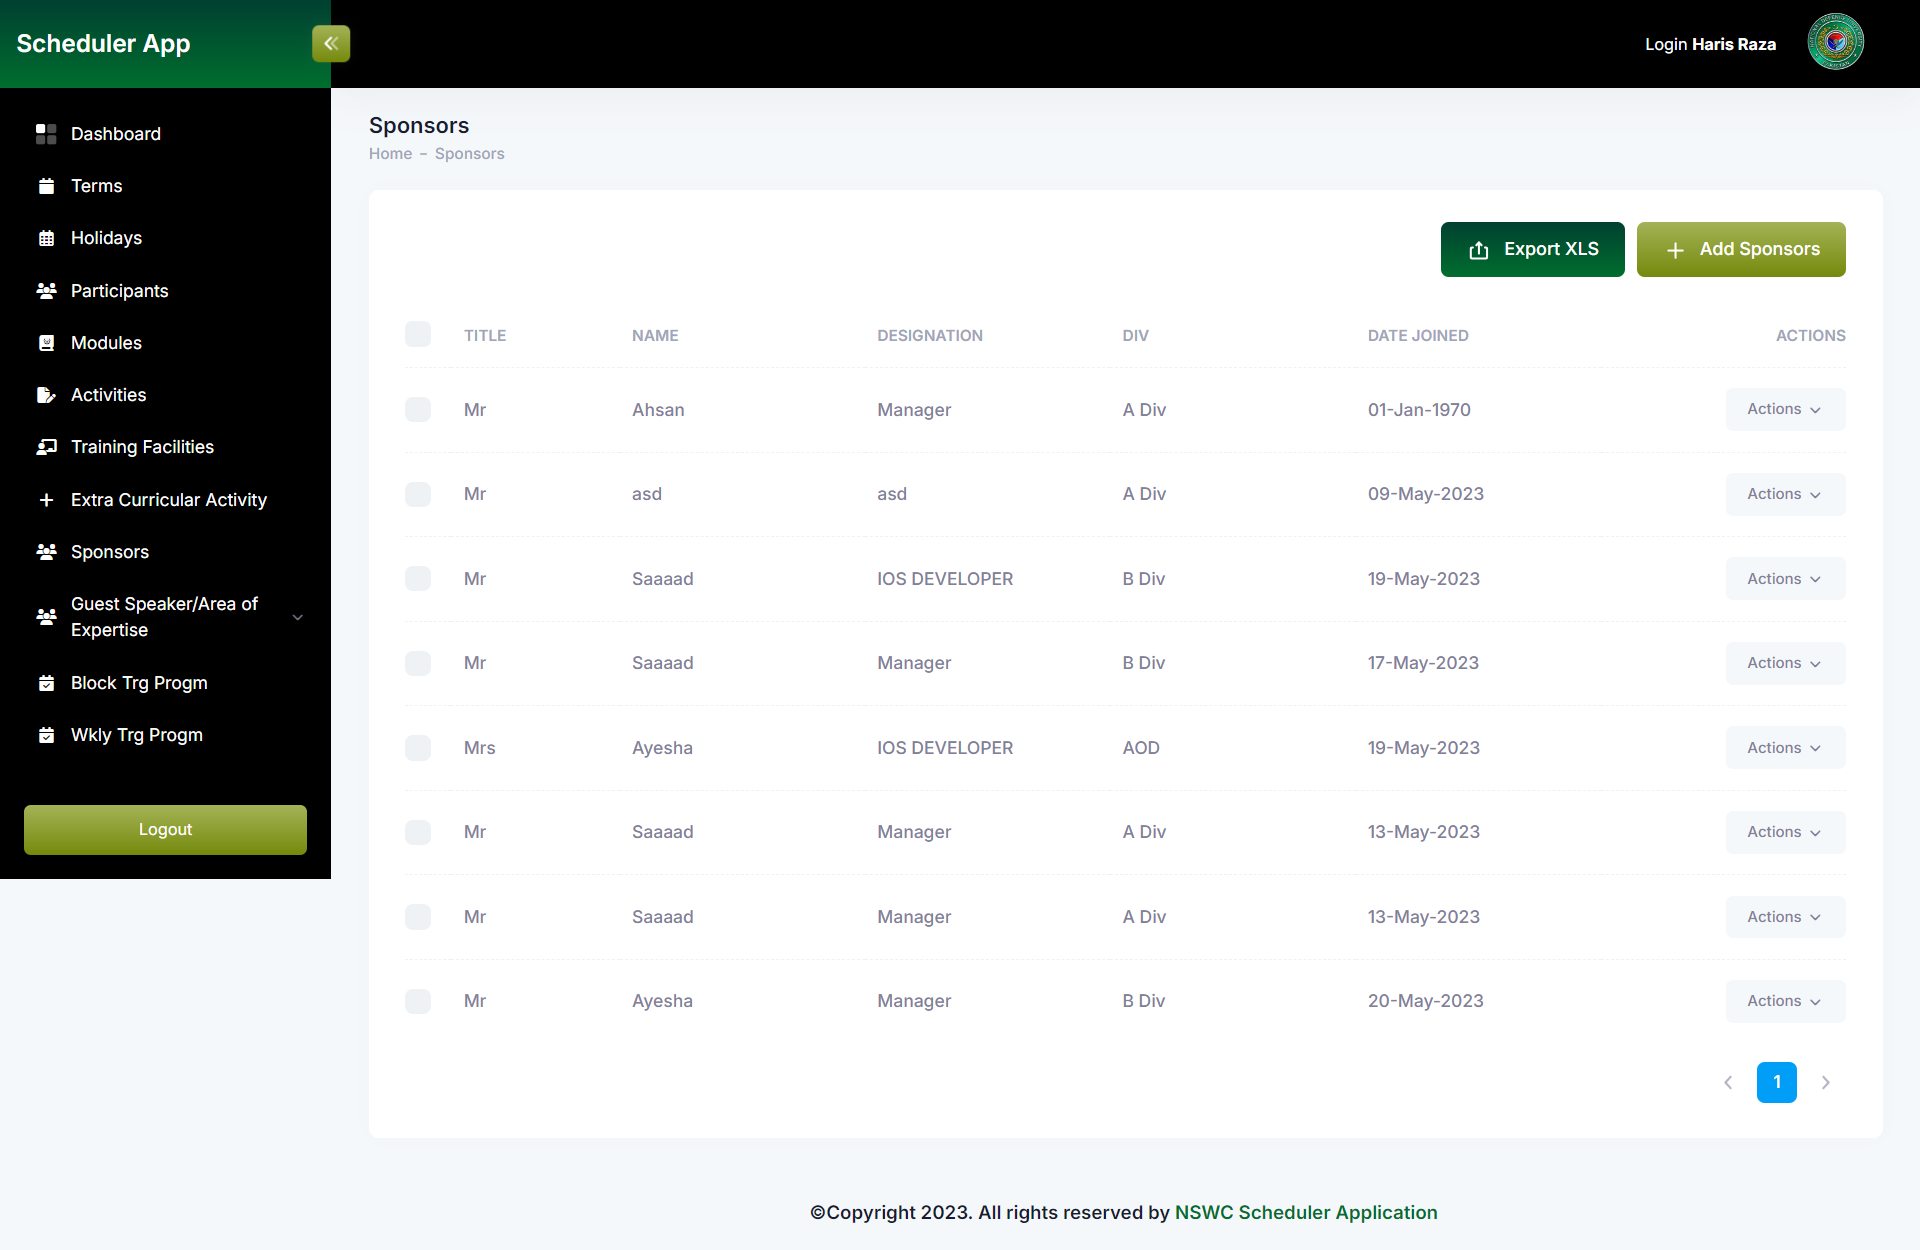 Scheduler App
Login Haris Raza
Dashboard
Terms
Holidays
Participants
Modules
Activities
Training Facilities
Extra Curricular Activity
Sponsors
Guest Speaker/Area of
Expertise
Block Trg Progm
Wkly Trg Progm
Logout
Sponsors
Home - Sponsors
Export XLS
Add Sponsors
TITLE NAME DESIGNATION DIV DATE JOINED ACTIONS
Mr Ahsan Manager A Div 01-Jan-1970 Actions
Mr asd asd A Div 09-May-2023 Actions
Mr Saaaad IOS DEVELOPER B Div 19-May-2023 Actions
Mr Saaaad Manager B Div 17-May-2023 Actions
Mrs Ayesha IOS DEVELOPER AOD 19-May-2023 Actions
Mr Saaaad Manager A Div 13-May-2023 Actions
Mr Saaaad Manager A Div 13-May-2023 Actions
Mr Ayesha Manager B Div 20-May-2023 Actions
1
©Copyright 2023. All rights reserved by NSWC Scheduler Application